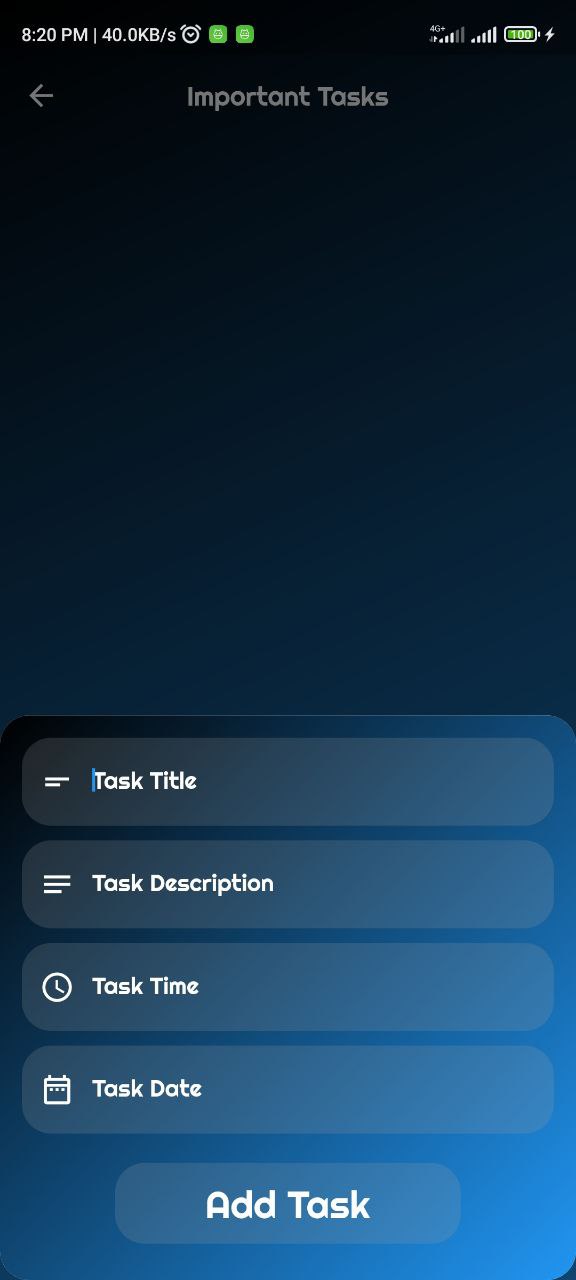 8:20 PM | 40.0KB/s
4G+
100
Important Tasks
Task Title
Task Description
Task Time
Task Date
Add Task